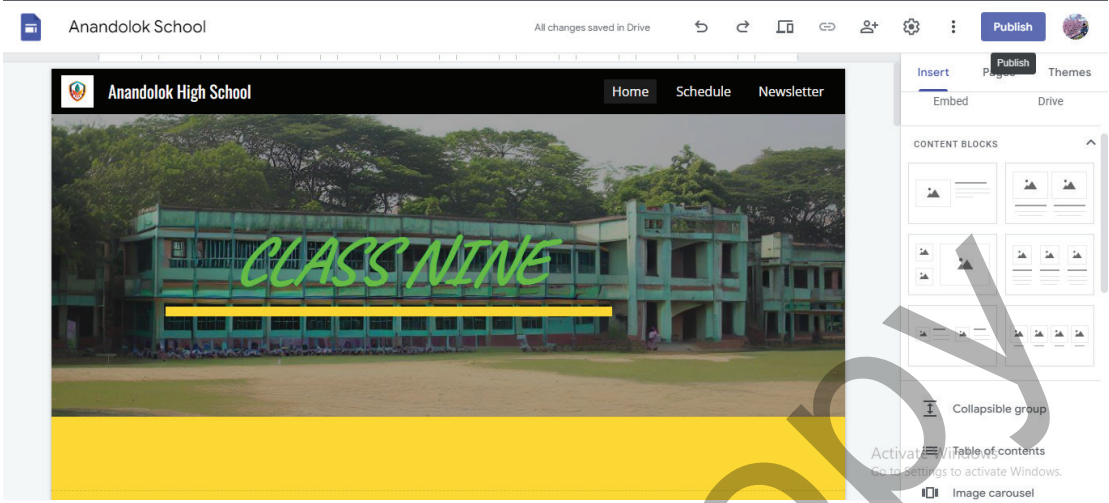 Anandolok School
All changes saved in Drive
Publish
Publish
Insert
Pages
Themes
Embed
Drive
Anandolok High School
Home
Schedule
Newsletter
CONTENT BLOCKS
CLASS NINE
Collapsible group
Table of contents
Image carousel
Activate Windows
Go to Settings to activate Windows.
py